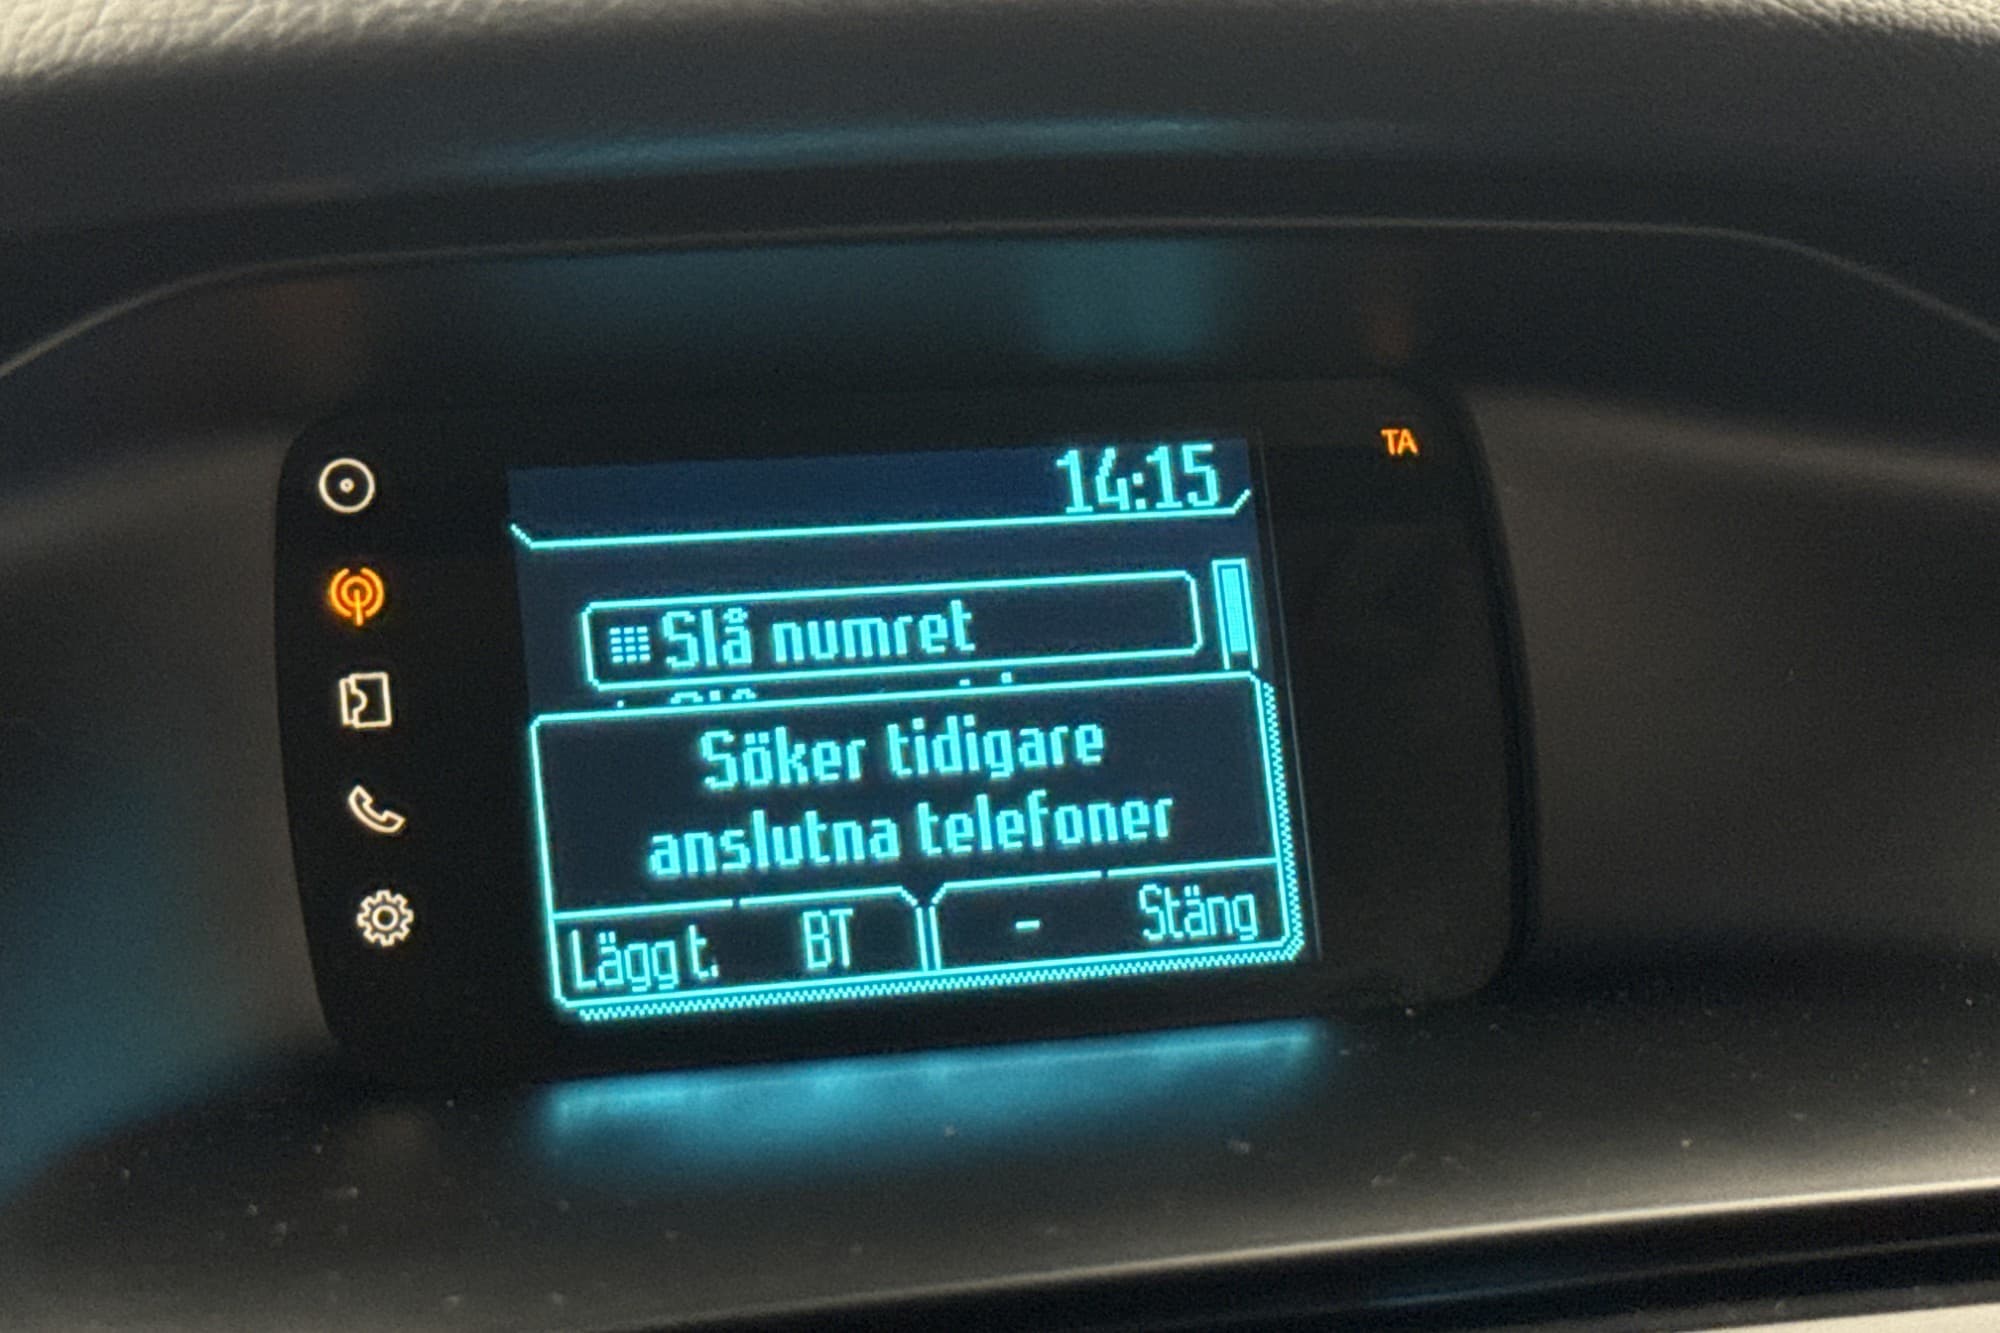 TA
14:15
Slå numret
Söker tidigare
anslutna telefoner
Lägg t. BT - Stäng